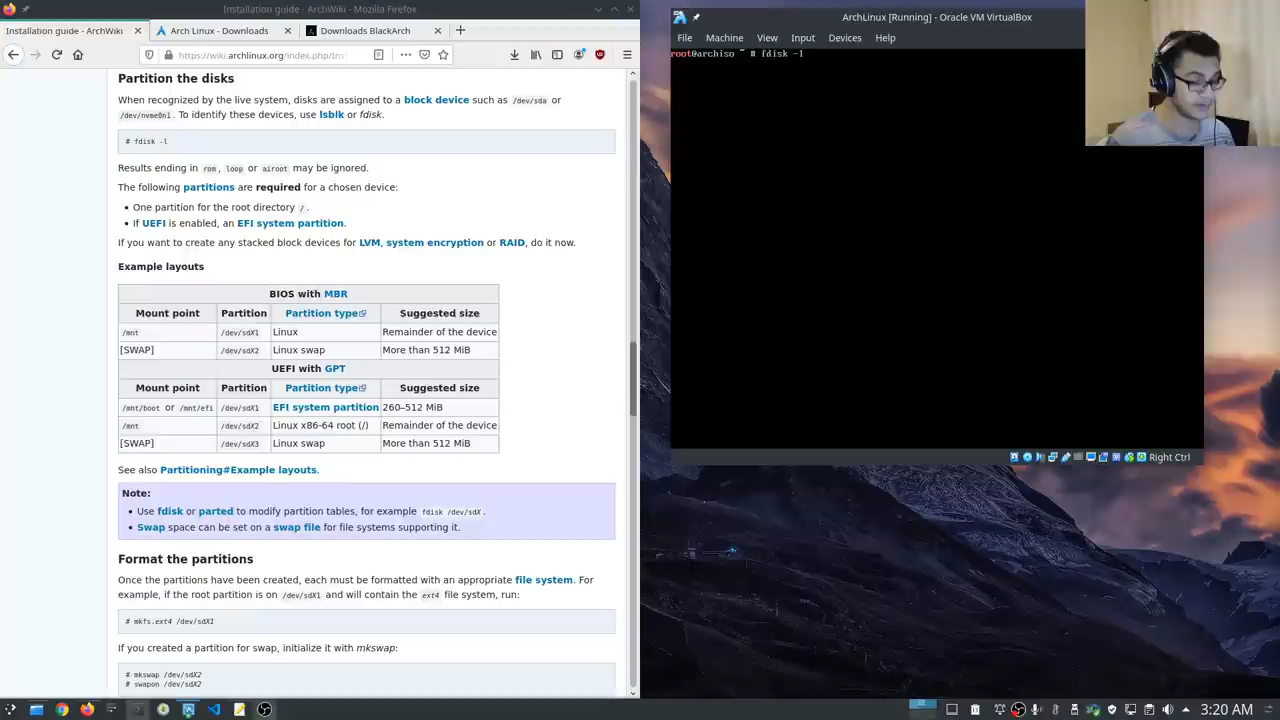 Installation guide - ArchWiki - Mozilla Firefox
Installation guide - ArchWiki
Arch Linux - Downloads
Downloads BlackArch
https://wiki.archlinux.org/index.php/Ins
Partition the disks
When recognized by the live system, disks are assigned to a block device such as /dev/sda or
/dev/nvme0n1. To identify these devices, use lsblk or fdisk.
# fdisk -l
Results ending in rom, loop or airoot may be ignored.
The following partitions are required for a chosen device:
• One partition for the root directory /.
• If UEFI is enabled, an EFI system partition.
If you want to create any stacked block devices for LVM, system encryption or RAID, do it now.
Example layouts
BIOS with MBR
Mount point Partition Partition type Suggested size
/mnt /dev/sdX1 Linux Remainder of the device
[SWAP] /dev/sdX2 Linux swap More than 512 MiB
UEFI with GPT
Mount point Partition Partition type Suggested size
/mnt/boot or /mnt/efi /dev/sdX1 EFI system partition 260–512 MiB
/mnt /dev/sdX2 Linux x86-64 root (/) Remainder of the device
[SWAP] /dev/sdX3 Linux swap More than 512 MiB
See also Partitioning#Example layouts.
Note:
• Use fdisk or parted to modify partition tables, for example fdisk /dev/sdX.
• Swap space can be set on a swap file for file systems supporting it.
Format the partitions
Once the partitions have been created, each must be formatted with an appropriate file system. For
example, if the root partition is on /dev/sdX1 and will contain the ext4 file system, run:
# mkfs.ext4 /dev/sdX1
If you created a partition for swap, initialize it with mkswap:
# mkswap /dev/sdX2
# swapon /dev/sdX2
ArchLinux [Running] - Oracle VM VirtualBox
File Machine View Input Devices Help
root@archiso ~ # fdisk -l
Right Ctrl
3:20 AM